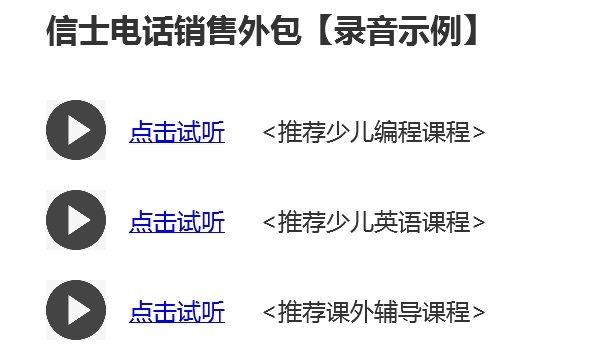 信士电话销售外包【录音示例】
点击试听 <推荐少儿编程课程>
点击试听 <推荐少儿英语课程>
点击试听 <推荐课外辅导课程>